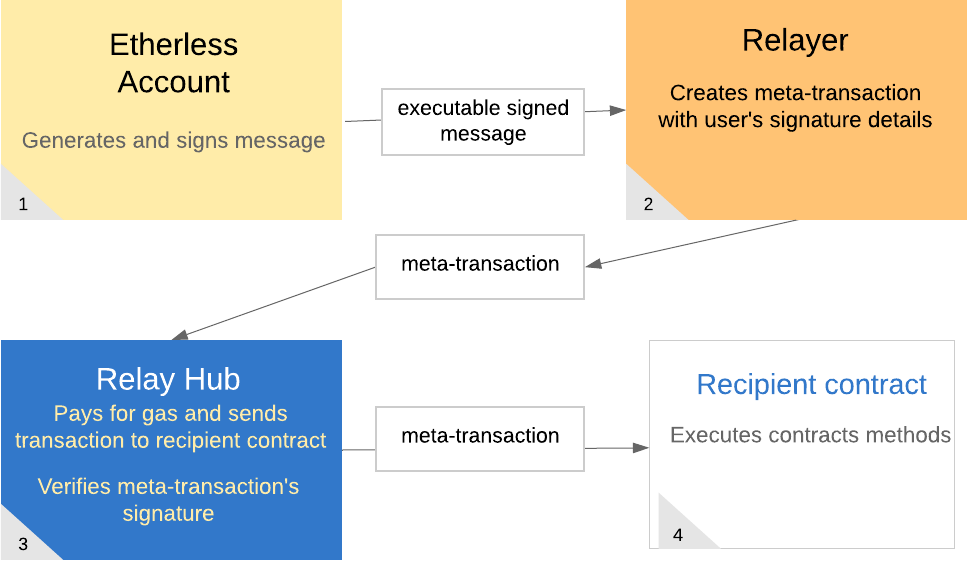 Etherless
Account
Generates and signs message
1
executable signed
message
Relayer
Creates meta-transaction
with user's signature details
2
meta-transaction
Relay Hub
Pays for gas and sends
transaction to recipient contract
Verifies meta-transaction's
signature
3
meta-transaction
Recipient contract
Executes contracts methods
4